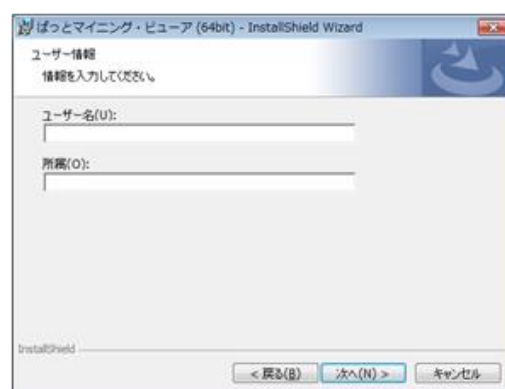 ぱっとマイニング・ビューア (64bit) - InstallShield Wizard
ユーザー情報
情報を入力してください。
ユーザー名(U):
所属(O):
InstallShield
< 戻る(B)
次へ(N) >
キャンセル